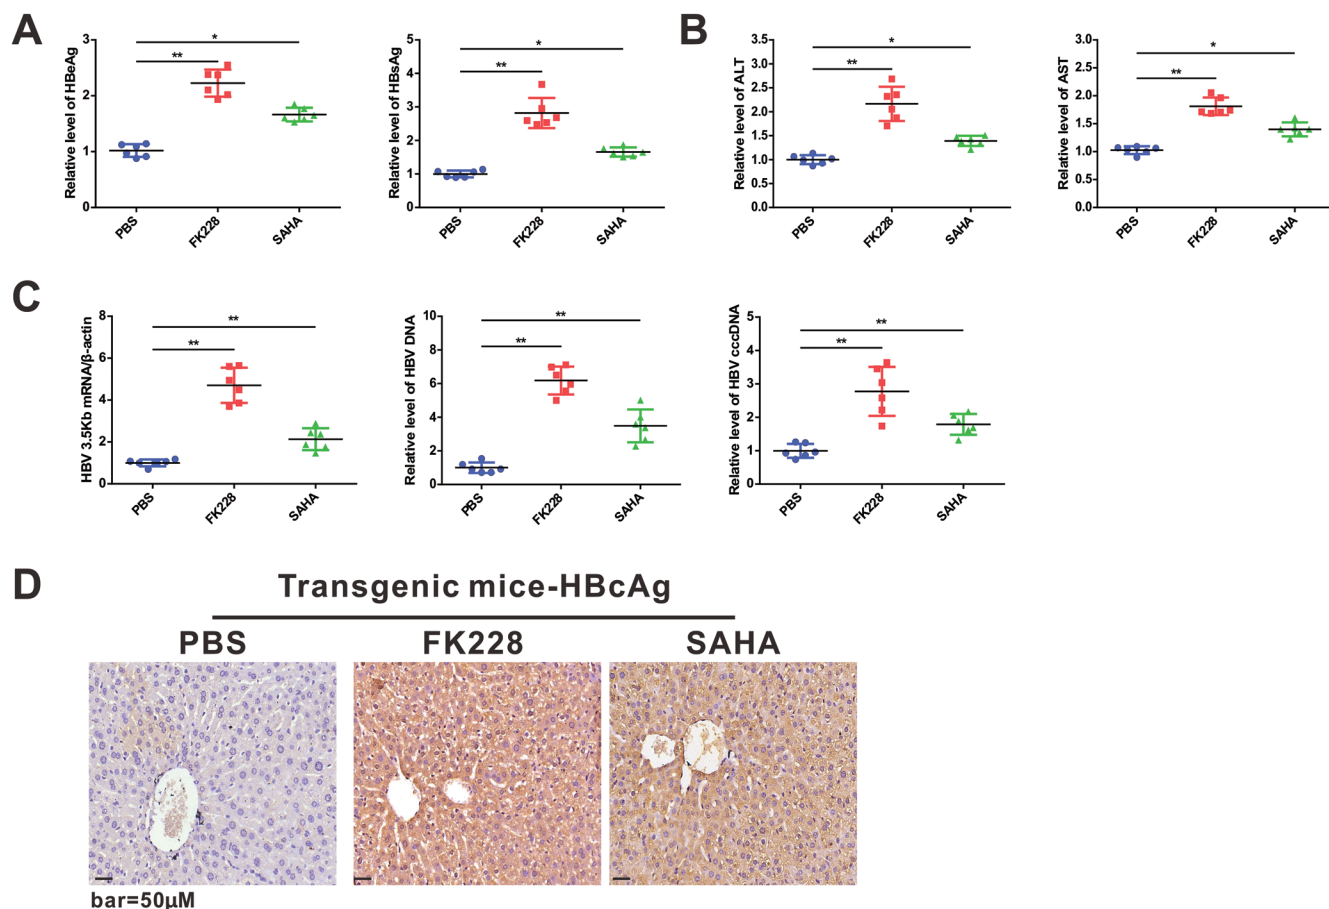 A
Relative level of HBeAg
3
2
1
0
*
**
PBS
FK228
SAHA
Relative level of HBsAg
5
4
3
2
1
0
*
**
PBS
FK228
SAHA
B
Relative level of ALT
3.5
3.0
2.5
2.0
1.5
1.0
0.5
0.0
*
**
PBS
FK228
SAHA
Relative level of AST
3.0
2.5
2.0
1.5
1.0
0.5
0.0
*
**
PBS
FK228
SAHA
C
HBV 3.5Kb mRNA/β-actin
8
6
4
2
0
**
**
PBS
FK228
SAHA
Relative level of HBV DNA
10
8
6
4
2
0
**
**
PBS
FK228
SAHA
Relative level of HBV cccDNA
5
4
3
2
1
0
**
**
PBS
FK228
SAHA
D
Transgenic mice-HBcAg
PBS FK228 SAHA
bar=50μM